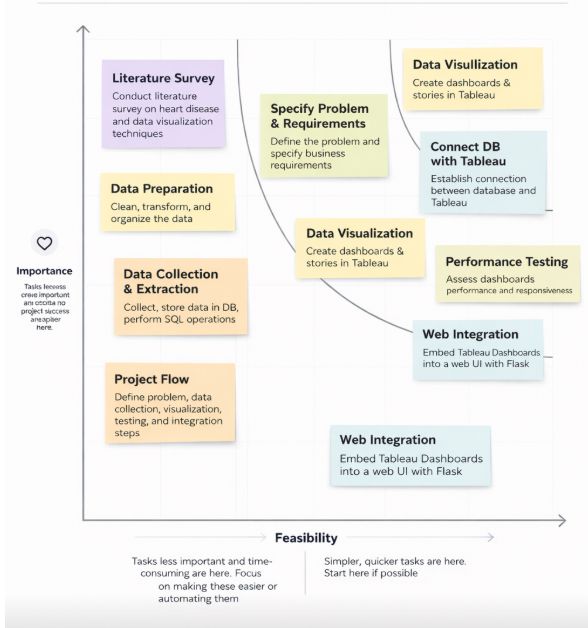 Literature Survey
Conduct literature
survey on heart disease
and data visualization
techniques
Specify Problem
& Requirements
Define the problem and
specify business
requirements
Data Visullization
Create dashboards &
stories in Tableau
Connect DB
with Tableau
Establish connection
between database and
Tableau
Data Preparation
Clean, transform, and
organize the data
Data Visualization
Create dashboards &
stories in Tableau
Performance Testing
Assess dashboards
performance and responsiveness
Data Collection
& Extraction
Collect, store data in DB,
perform SQL operations
Web Integration
Embed Tableau Dashboards
into a web UI with Flask
Project Flow
Define problem, data
collection, visualization,
testing, and integration
steps
Web Integration
Embed Tableau Dashboards
into a web UI with Flask
Importance
Tasks
important
no
project success
here.
Feasibility
Tasks less important and time-
consuming are here. Focus
on making these easier or
automating them
Simpler, quicker tasks are here.
Start here if possible